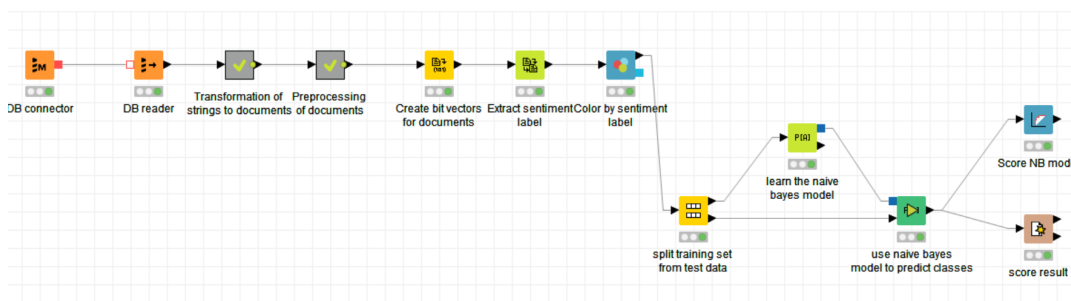 DB connector
DB reader
Transformation of
strings to documents
Preprocessing
of documents
Create bit vectors
for documents
Extract sentiment
label
Color by sentiment
label
P[A]
learn the naive
bayes model
Score NB mod
split training set
from test data
use naive bayes
model to predict classes
score result